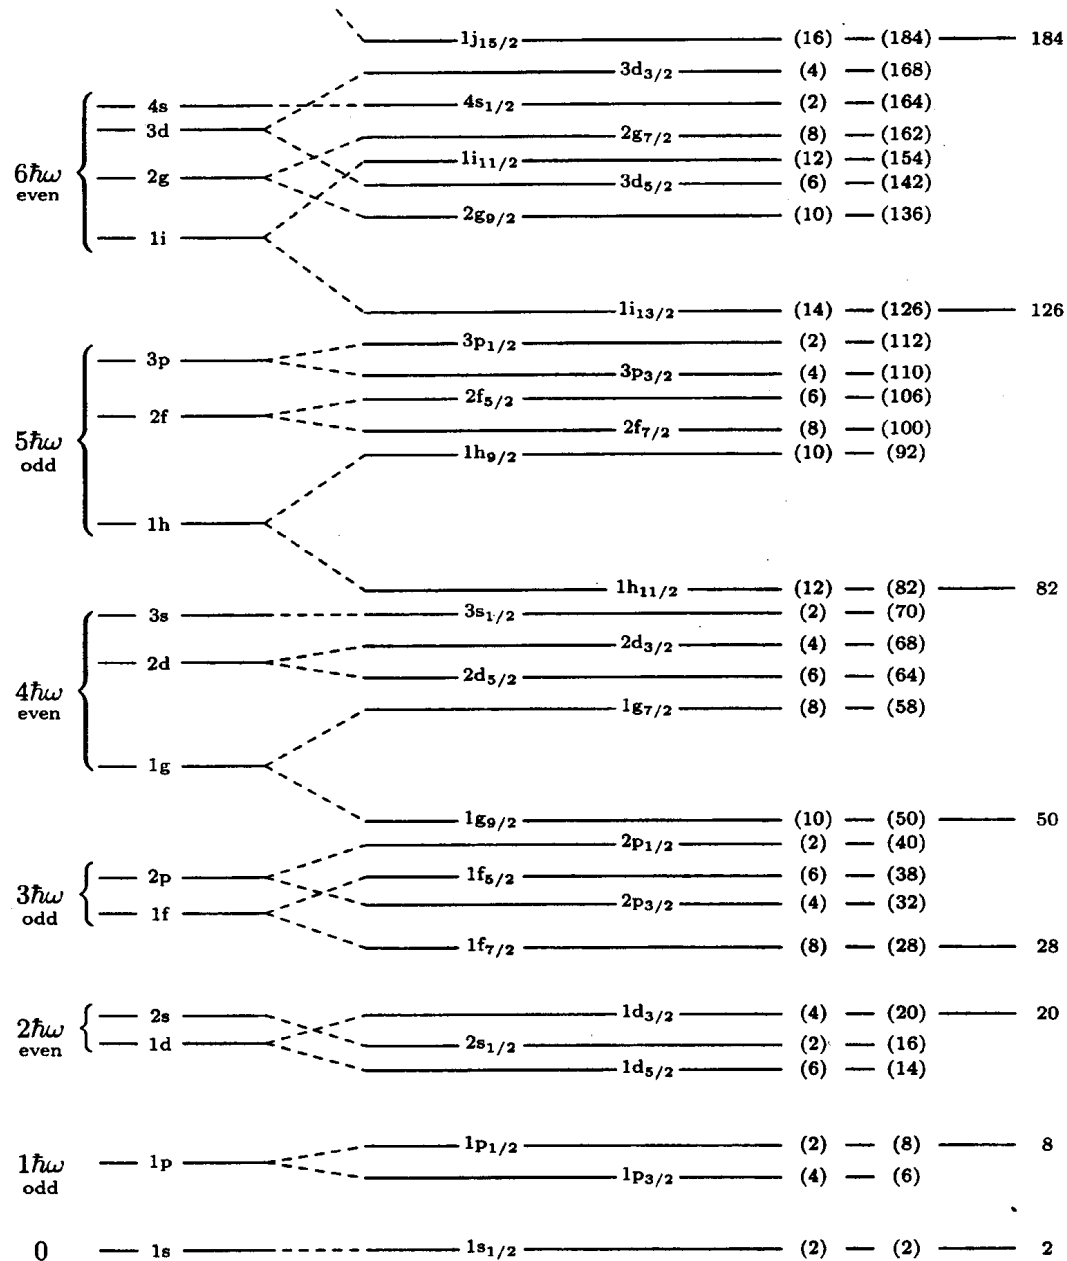 1j15/2 (16) (184) 184
3d3/2 (4) (168)
4s 4s1/2 (2) (164)
3d
2g7/2 (8) (162)
1i11/2 (12) (154)
6ħω 2g 3d5/2 (6) (142)
even
2g9/2 (10) (136)
1i
1i13/2 (14) (126) 126
3p1/2 (2) (112)
3p
3p3/2 (4) (110)
2f5/2 (6) (106)
2f
2f7/2 (8) (100)
5ħω 1h9/2 (10) (92)
odd
1h
1h11/2 (12) (82) 82
3s 3s1/2 (2) (70)
2d3/2 (4) (68)
2d
2d5/2 (6) (64)
4ħω
even 1g7/2 (8) (58)
1g
1g9/2 (10) (50) 50
2p1/2 (2) (40)
2p 1f5/2 (6) (38)
3ħω
odd 1f 2p3/2 (4) (32)
1f7/2 (8) (28) 28
2s 1d3/2 (4) (20) 20
2ħω
even 1d 2s1/2 (2) (16)
1d5/2 (6) (14)
1p1/2 (2) (8) 8
1ħω 1p
odd 1p3/2 (4) (6)
0 1s 1s1/2 (2) (2) 2